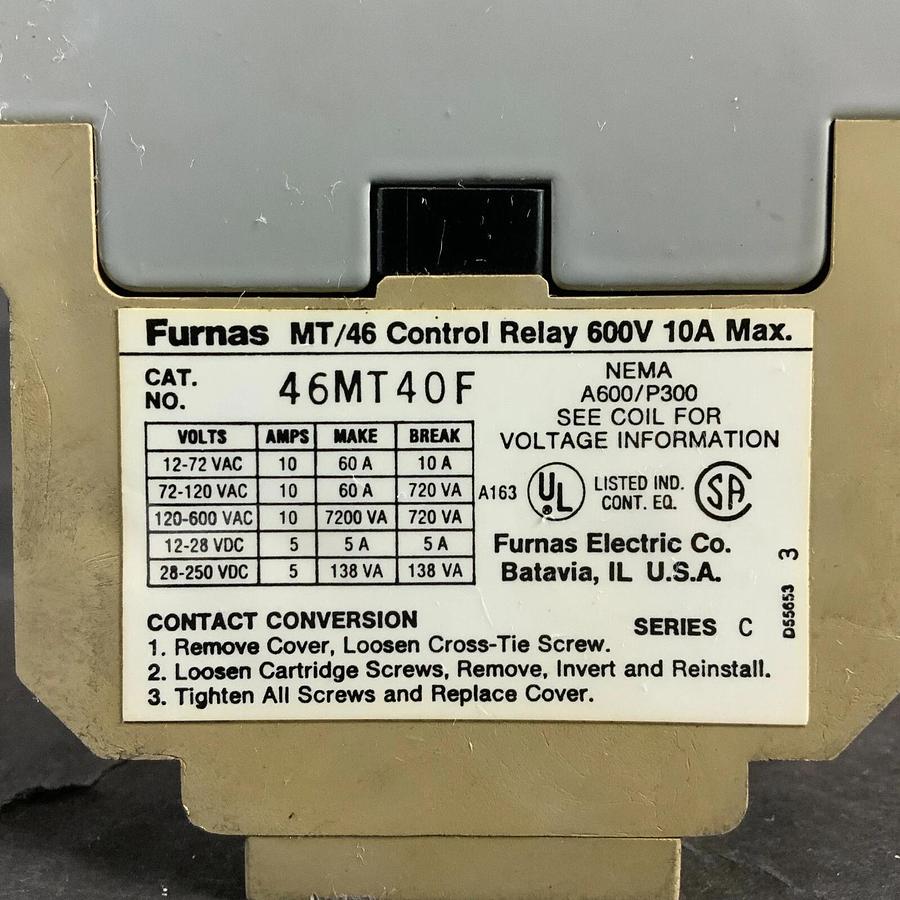 Furnas MT/46 Control Relay 600V 10A Max.
CAT. NO. 46MT40F
NEMA
A600/P300
SEE COIL FOR
VOLTAGE INFORMATION
VOLTS AMPS MAKE BREAK
12-72 VAC 10 60 A 10 A
72-120 VAC 10 60 A 720 VA
120-600 VAC 10 7200 VA 720 VA
12-28 VDC 5 5 A 5 A
28-250 VDC 5 138 VA 138 VA
A163 UL ® LISTED IND. CONT. EQ. SA
Furnas Electric Co.
Batavia, IL U.S.A.
SERIES C
D55653 3
CONTACT CONVERSION
1. Remove Cover, Loosen Cross-Tie Screw.
2. Loosen Cartridge Screws, Remove, Invert and Reinstall.
3. Tighten All Screws and Replace Cover.